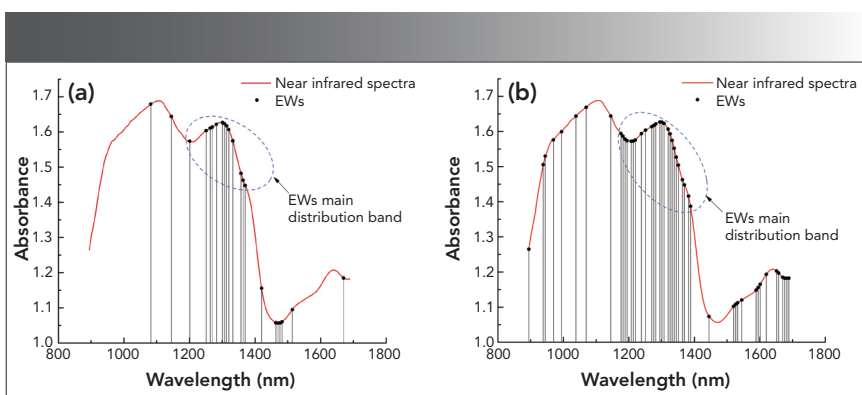 (a)
Near infrared spectra
EWs
EWs main
distribution band
Absorbance
1.7
1.6
1.5
1.4
1.3
1.2
1.1
1.0
800 1000 1200 1400 1600 1800
Wavelength (nm)
(b)
Near infrared spectra
EWs
EWs main
distribution band
Absorbance
1.7
1.6
1.5
1.4
1.3
1.2
1.1
1.0
800 1000 1200 1400 1600 1800
Wavelength (nm)